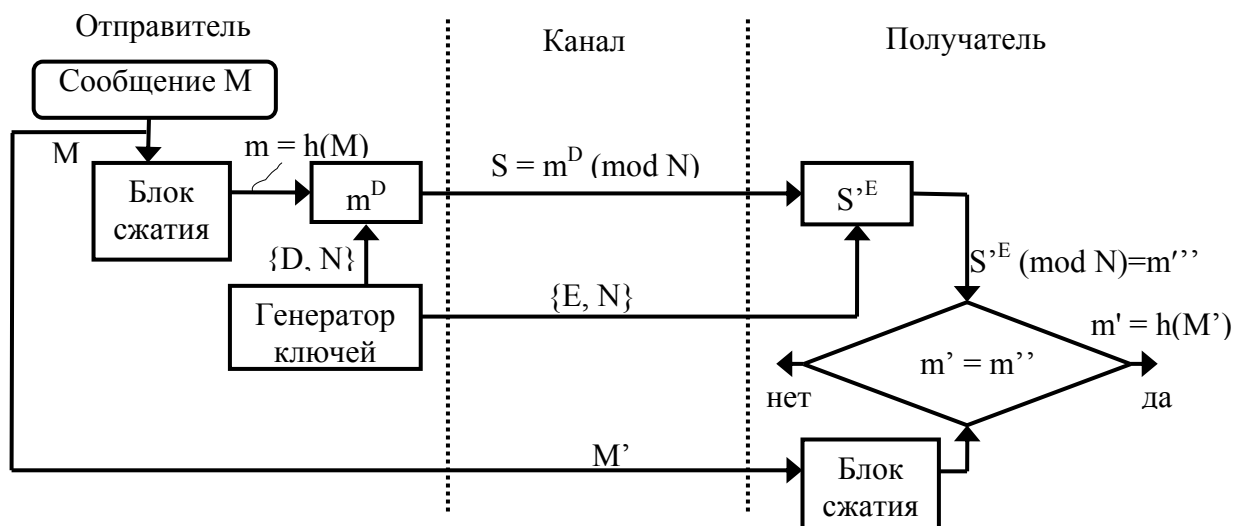 Отправитель
Канал
Получатель
Сообщение М
М
m = h(M)
Блок
сжатия
m^D
S = m^D (mod N)
S’^E
{D, N}
S’^E (mod N)=m′’’
{E, N}
Генератор
ключей
m' = h(M’)
m’ = m’’
нет
да
M’
Блок
сжатия